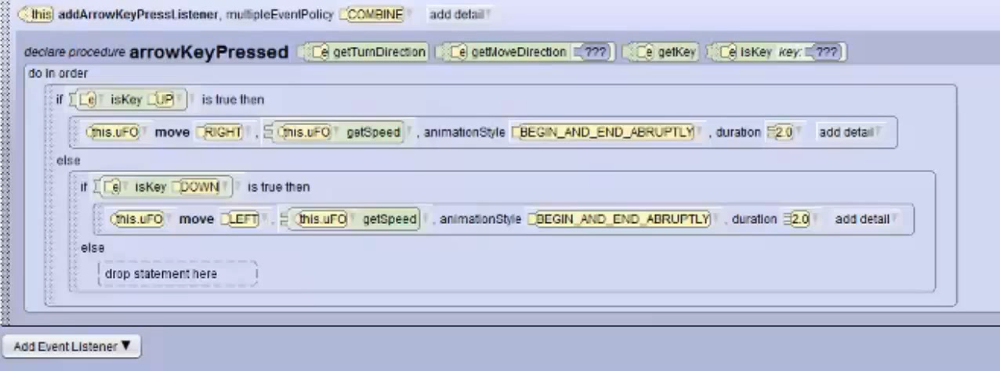 this addArrowKeyPressListener, multipleEventPolicy COMBINE add detail
declare procedure arrowKeyPressed e getTurnDirection e getMoveDirection ??? e getKey e isKey key: ???
do in order
if e isKey UP is true then
this.uFO move RIGHT , this.uFO getSpeed , animationStyle BEGIN_AND_END_ABRUPTLY , duration 2.0 add detail
else
if e isKey DOWN is true then
this.uFO move LEFT , this.uFO getSpeed , animationStyle BEGIN_AND_END_ABRUPTLY , duration 2.0 add detail
else
drop statement here
Add Event Listener ▼